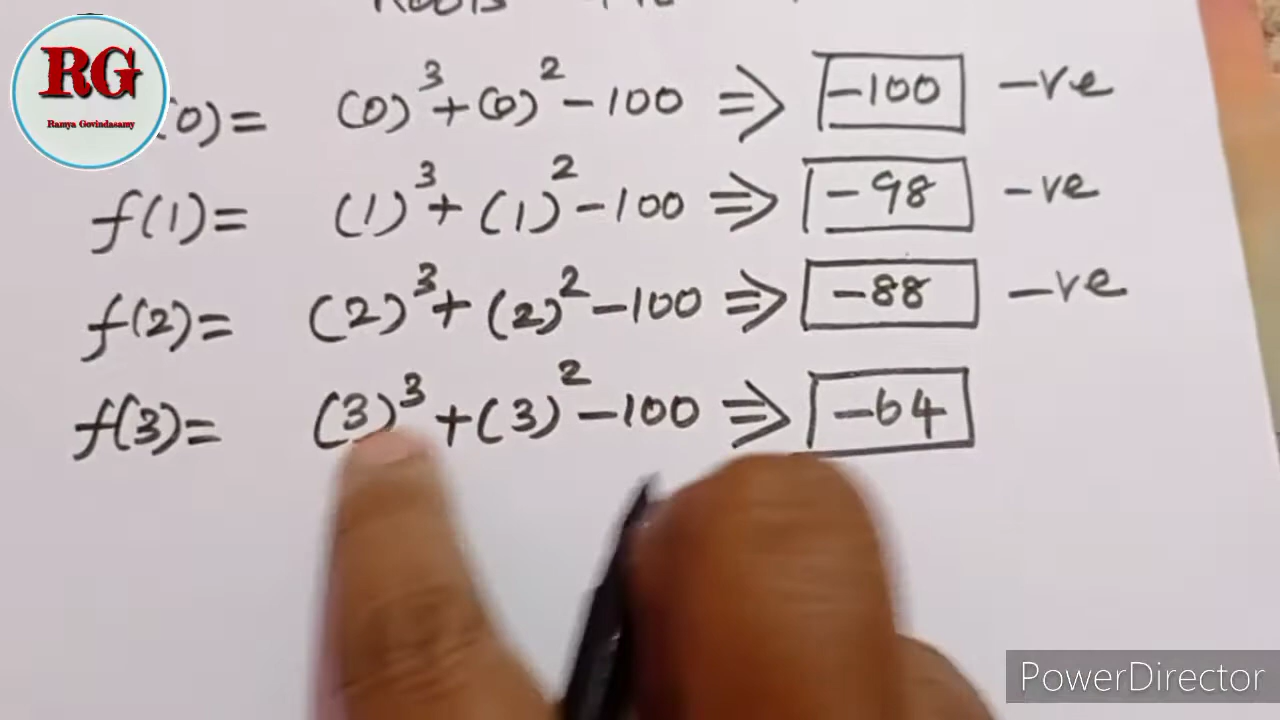 Roots
RG
Ramya Govindasamy
(0) = (0)³ + (0)² - 100 ⇒ -100 -ve
f(1) = (1)³ + (1)² - 100 ⇒ -98 -ve
f(2) = (2)³ + (2)² - 100 ⇒ -88 -ve
f(3) = (3)³ + (3)² - 100 ⇒ -64
PowerDirector